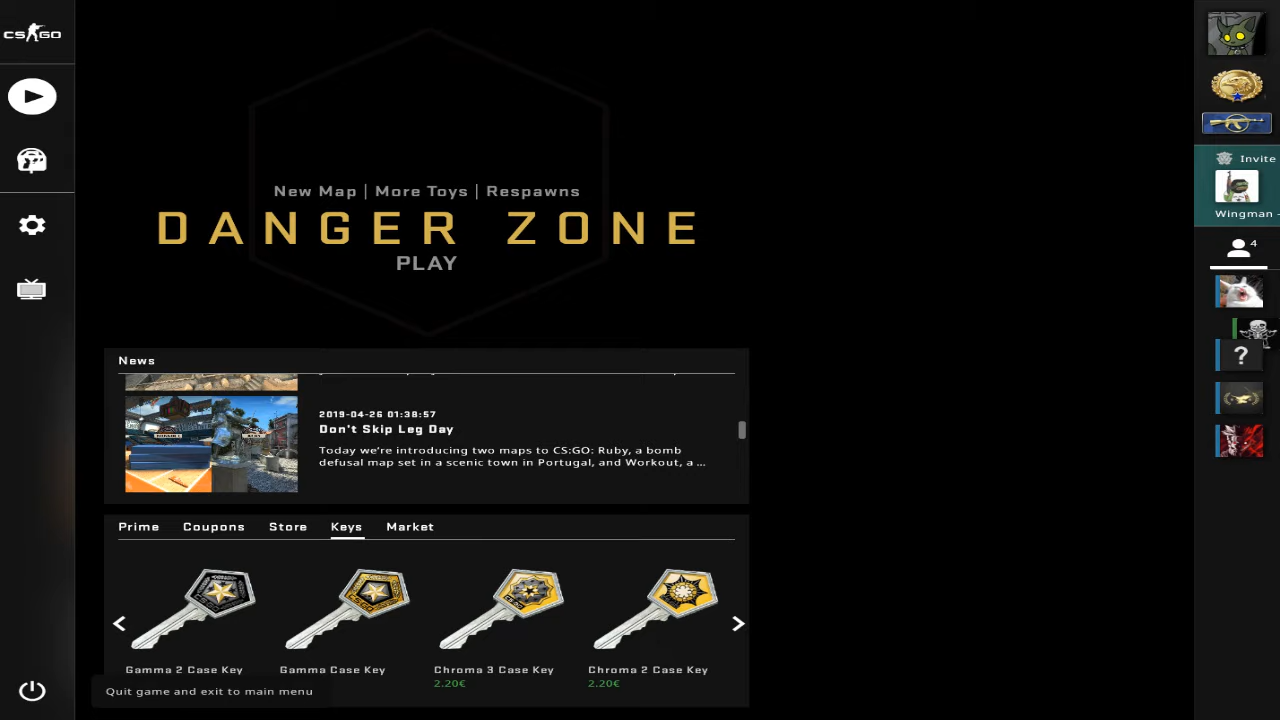 CS GO
New Map | More Toys | Respawns
DANGER ZONE
PLAY
News
2019-04-26 01:38:57
Don't Skip Leg Day
Today we're introducing two maps to CS:GO: Ruby, a bomb
defusal map set in a scenic town in Portugal, and Workout, a ...
Prime Coupons Store Keys Market
Gamma 2 Case Key
Gamma Case Key
Chroma 3 Case Key
2.20€
Chroma 2 Case Key
2.20€
Quit game and exit to main menu
Invite
Wingman -
4
?